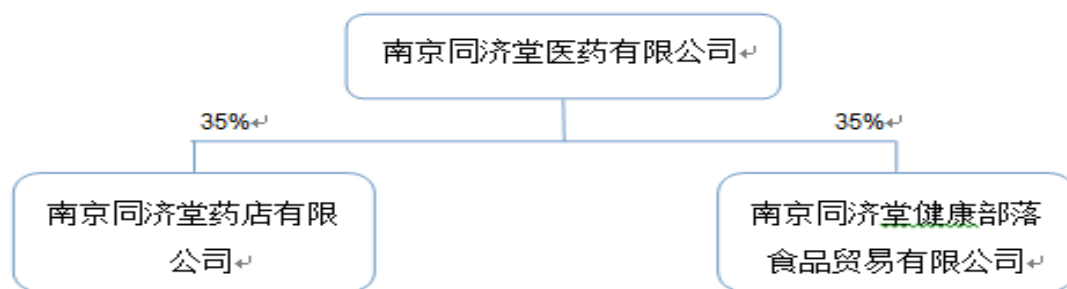 南京同济堂医药有限公司↵
35%↵
35%↵
南京同济堂药店有限
公司↵
南京同济堂健康部落
食品贸易有限公司↵